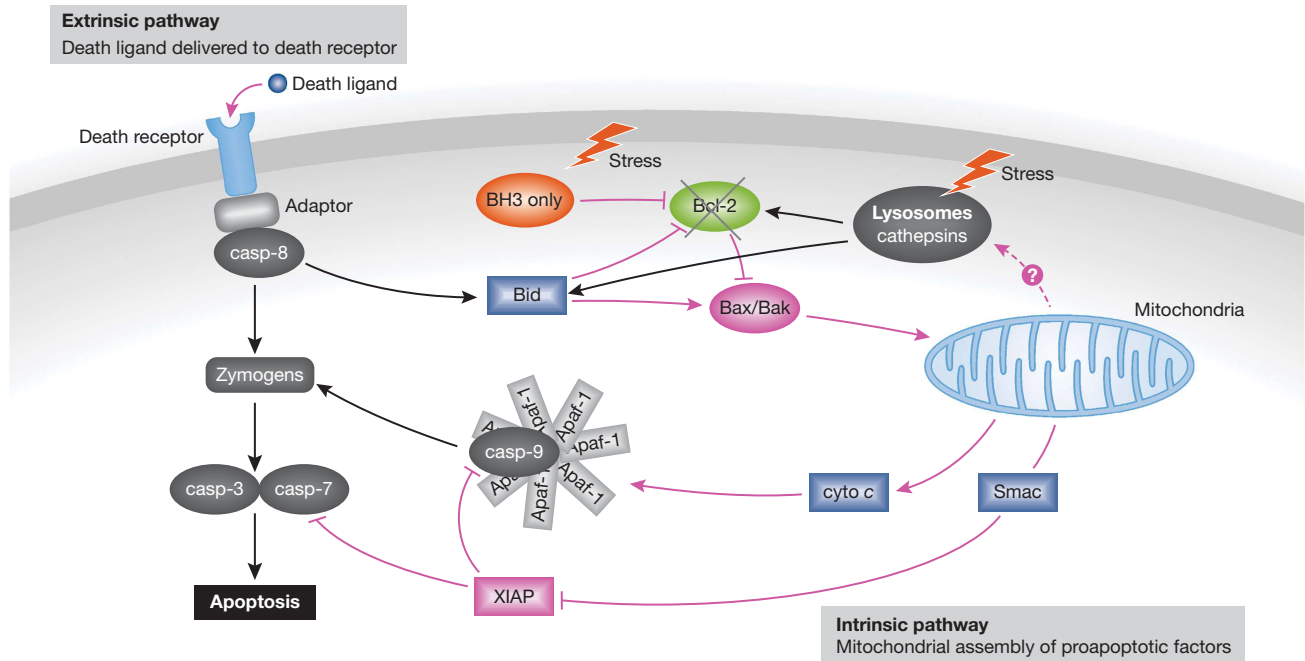 Extrinsic pathway
Death ligand delivered to death receptor
Death ligand
Death receptor
Stress
Stress
BH3 only
Bcl-2
Lysosomes
cathepsins
Adaptor
casp-8
?
Bid
Bax/Bak
Mitochondria
Zymogens
Apaf-1
Apaf-1
Apaf-1
casp-9
Apaf-1
Apaf-1
casp-3
casp-7
cyto c
Smac
XIAP
Apoptosis
Intrinsic pathway
Mitochondrial assembly of proapoptotic factors